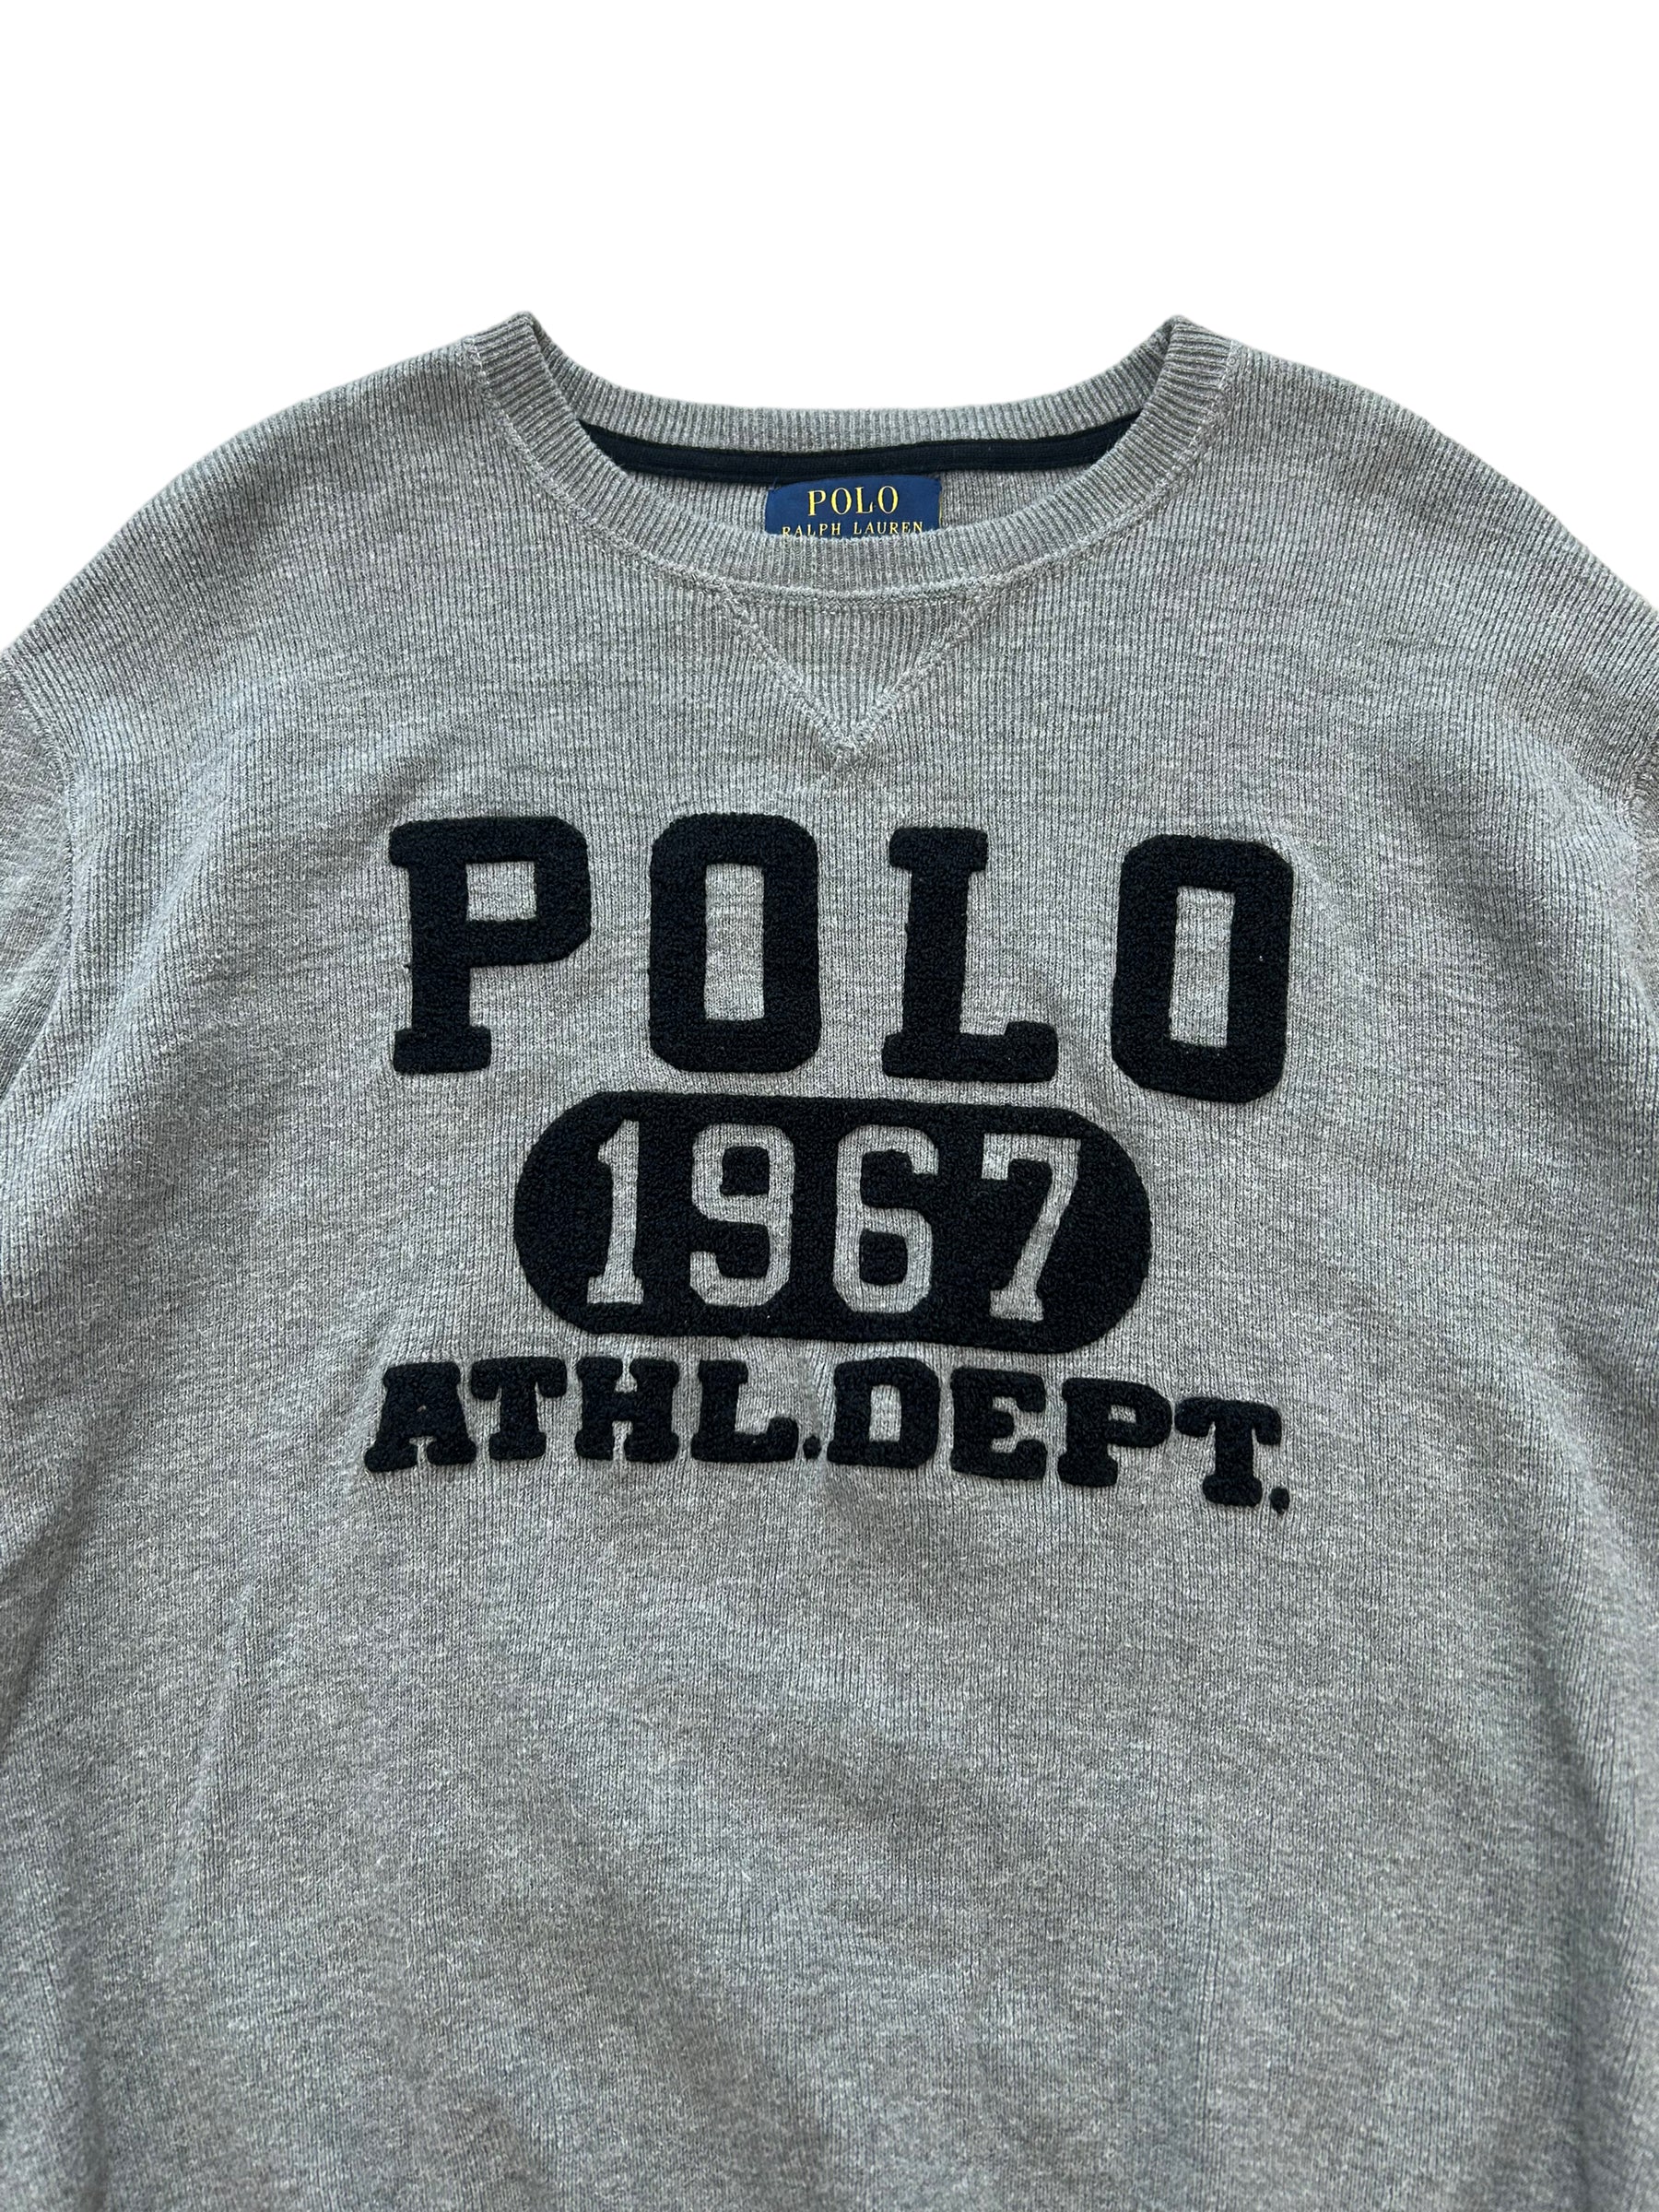 POLO
RALPH LAUREN
POLO
1967
ATHL.DEPT.